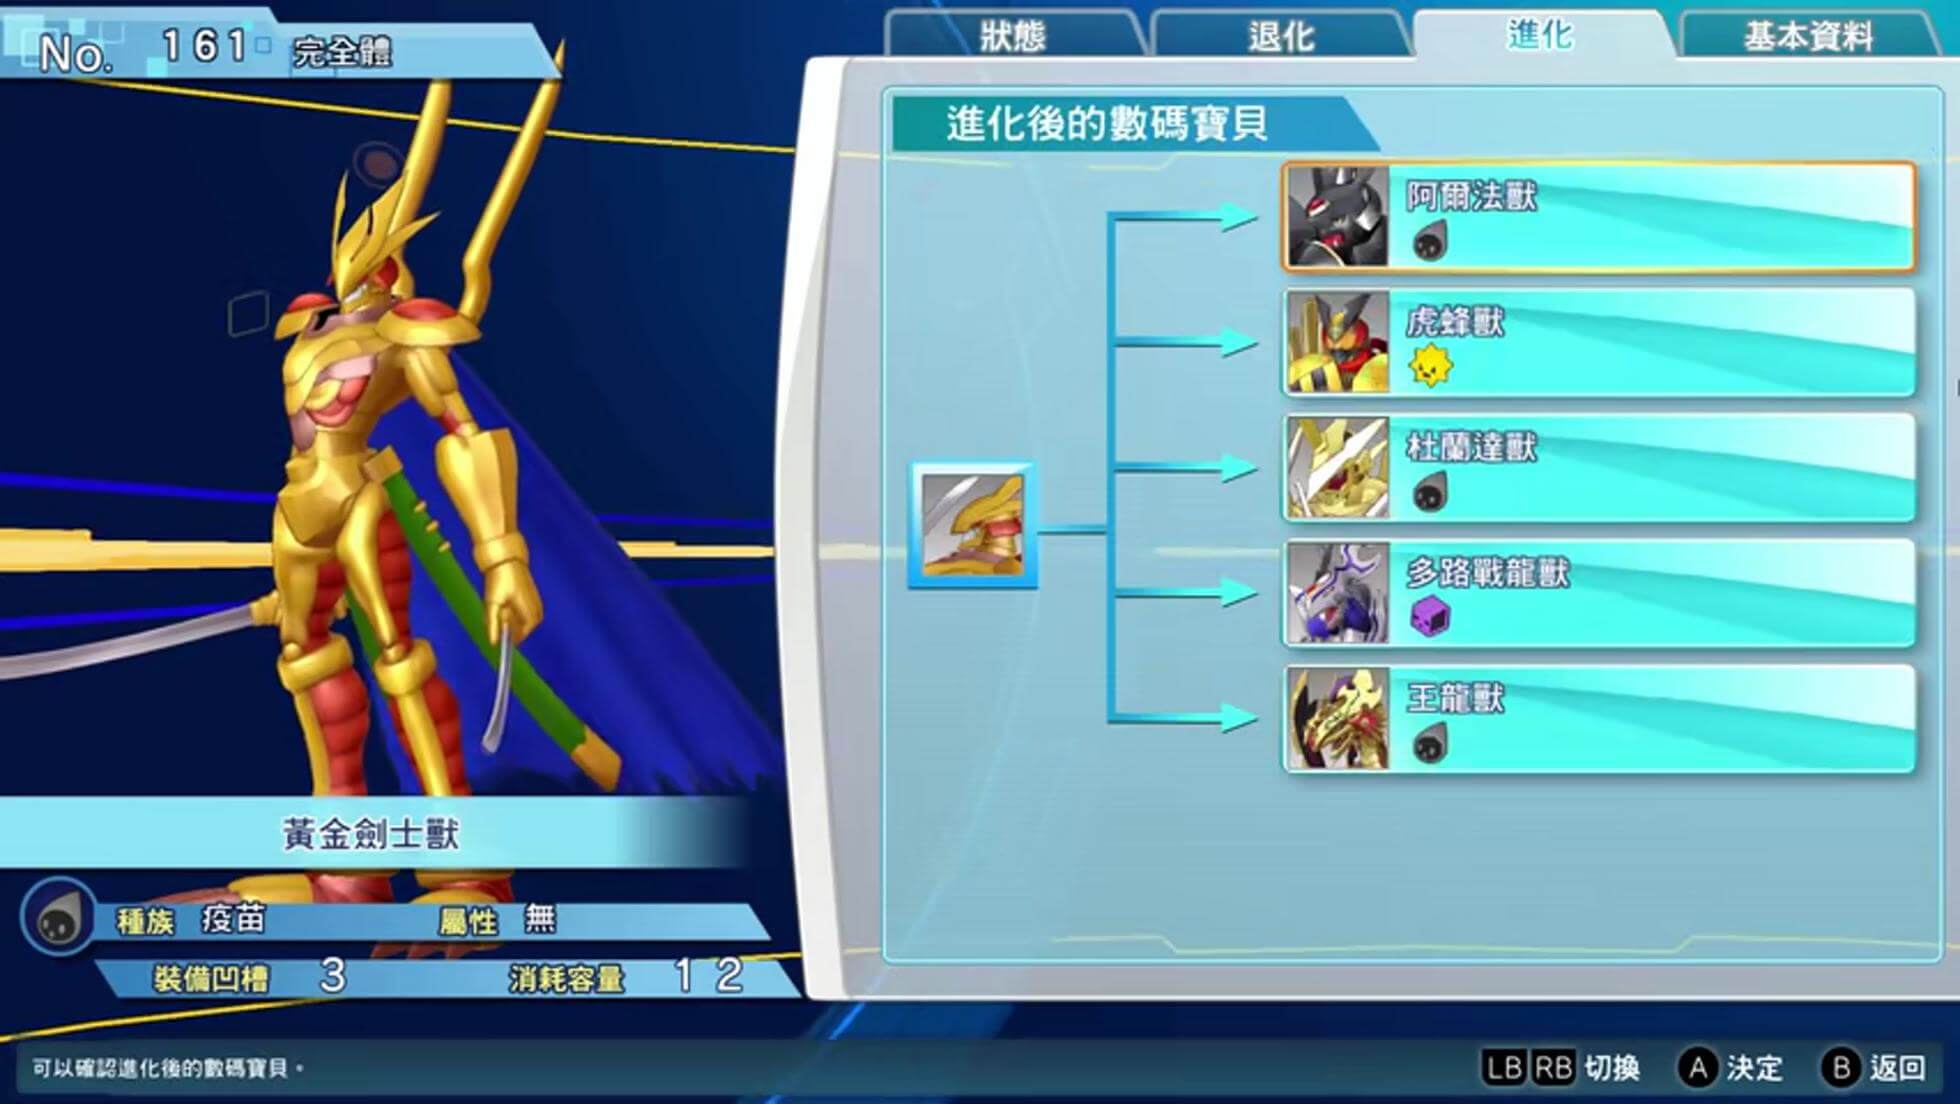 No. 161 完全體
狀態 退化 進化 基本資料
進化後的數碼寶貝
阿爾法獸
虎蜂獸
杜蘭達獸
多路戰龍獸
王龍獸
黃金劍士獸
種族 疫苗 屬性 無
裝備凹槽 3 消耗容量 12
可以確認進化後的數碼寶貝。
LB RB 切換 A 決定 B 返回